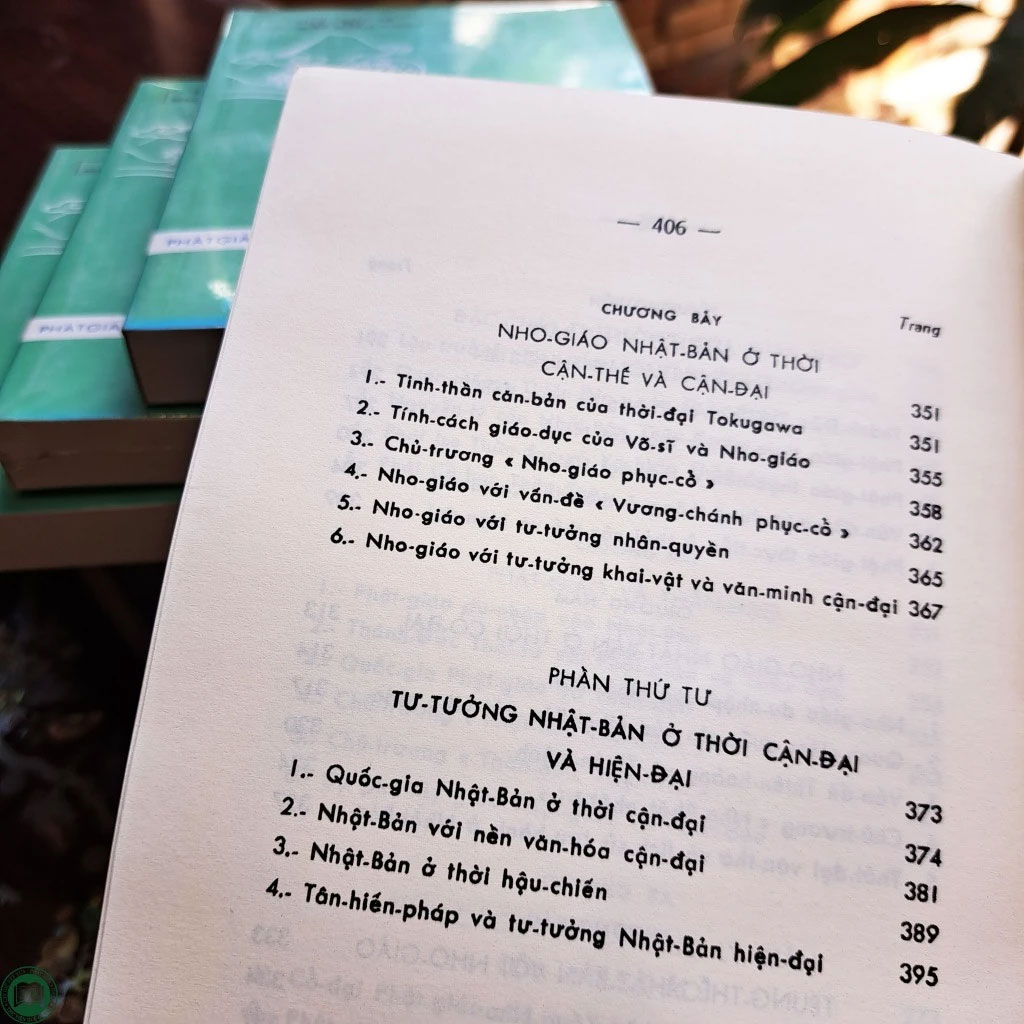 PHẬT GIÁ
PHẬT GIÁ
— 406 —
Trang
CHƯƠNG BẢY
NHO-GIÁO NHẬT-BẢN Ở THỜI
CẬN-THẾ VÀ CẬN-ĐẠI 351
1.- Tinh-thần căn-bản của thời-đại Tokugawa 351
2.- Tính-cách giáo-dục của Võ-sĩ và Nho-giáo 355
3.- Chủ-trương « Nho-giáo phục-cổ » 358
4.- Nho-giáo với vấn-đề « Vương-chánh phục-cổ » 362
5.- Nho-giáo với tư-tưởng nhân-quyền 365
6.- Nho-giáo với tư-tưởng khai-vật và văn-minh cận-đại 367
PHẦN THỨ TƯ
TƯ-TƯỞNG NHẬT-BẢN Ở THỜI CẬN-ĐẠI
VÀ HIỆN-ĐẠI 373
1.- Quốc-gia Nhật-Bản ở thời cận-đại 374
2.- Nhật-Bản với nền văn-hóa cận-đại 381
3.- Nhật-Bản ở thời hậu-chiến 389
4.- Tân-hiến-pháp và tư-tưởng Nhật-Bản hiện-đại 395